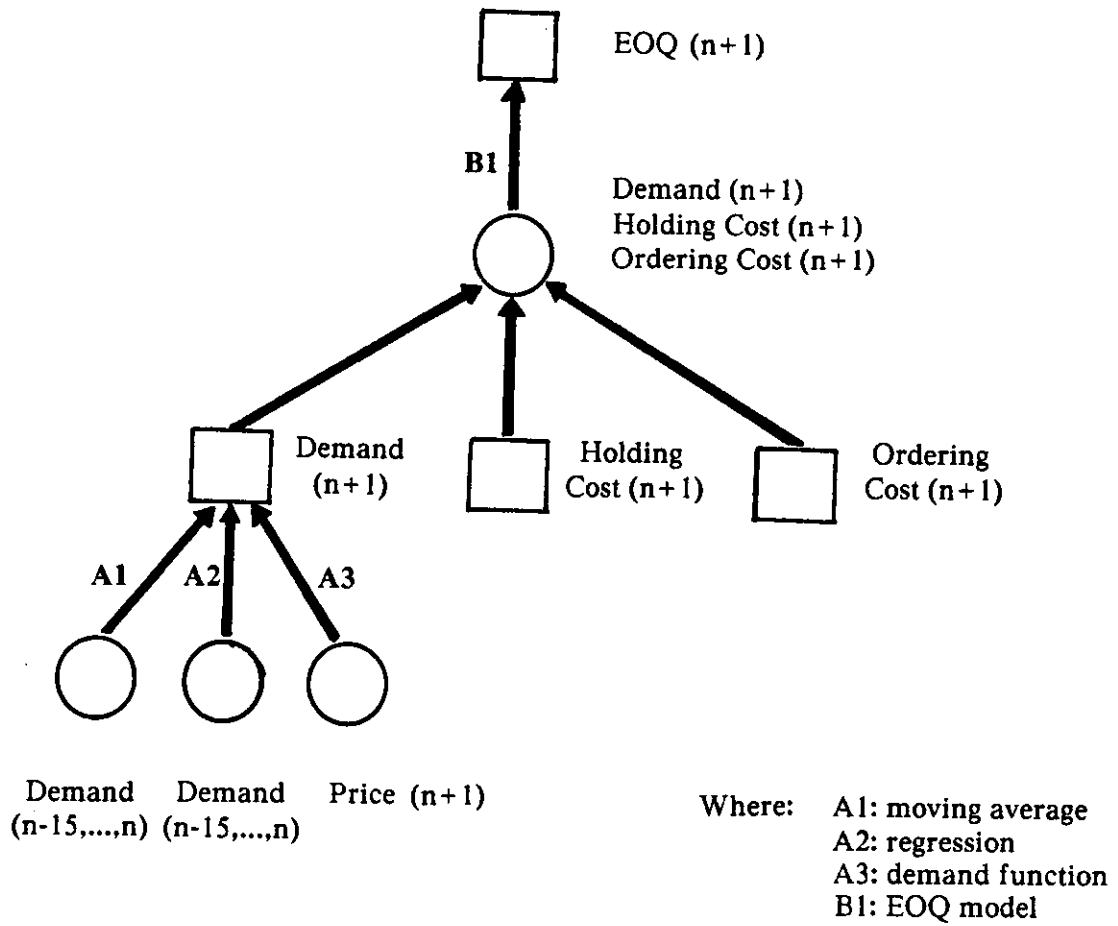 EOQ (n+1)
B1
Demand (n+1)
Holding Cost (n+1)
Ordering Cost (n+1)
Demand
(n+1)
Holding
Cost (n+1)
Ordering
Cost (n+1)
A1
A2
A3
Demand
(n-15,...,n)
Demand
(n-15,...,n)
Price (n+1)
Where: A1: moving average
A2: regression
A3: demand function
B1: EOQ model